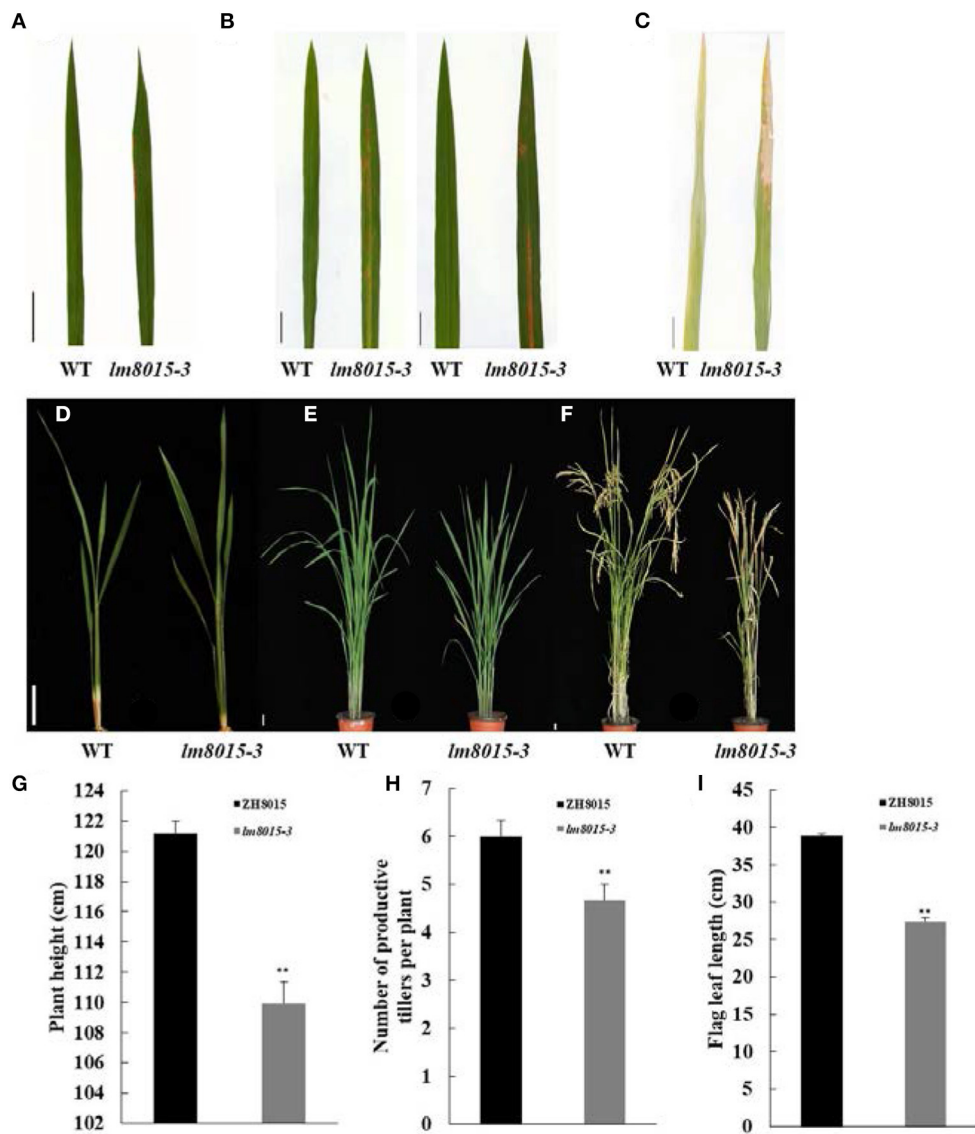 A
B
C
WT lm8015-3
WT lm8015-3
WT lm8015-3
WT lm8015-3
D
E
F
WT
lm8015-3
WT
lm8015-3
WT
lm8015-3
G
Plant height (cm)
124
122
120
118
116
114
112
110
108
106
104
102
ZH8015
lm8015-3
**
H
Number of productive
tillers per plant
7
6
5
4
3
2
1
0
ZH8015
lm8015-3
**
I
Flag leaf length (cm)
45
40
35
30
25
20
15
10
5
0
ZH8015
lm8015-3
**